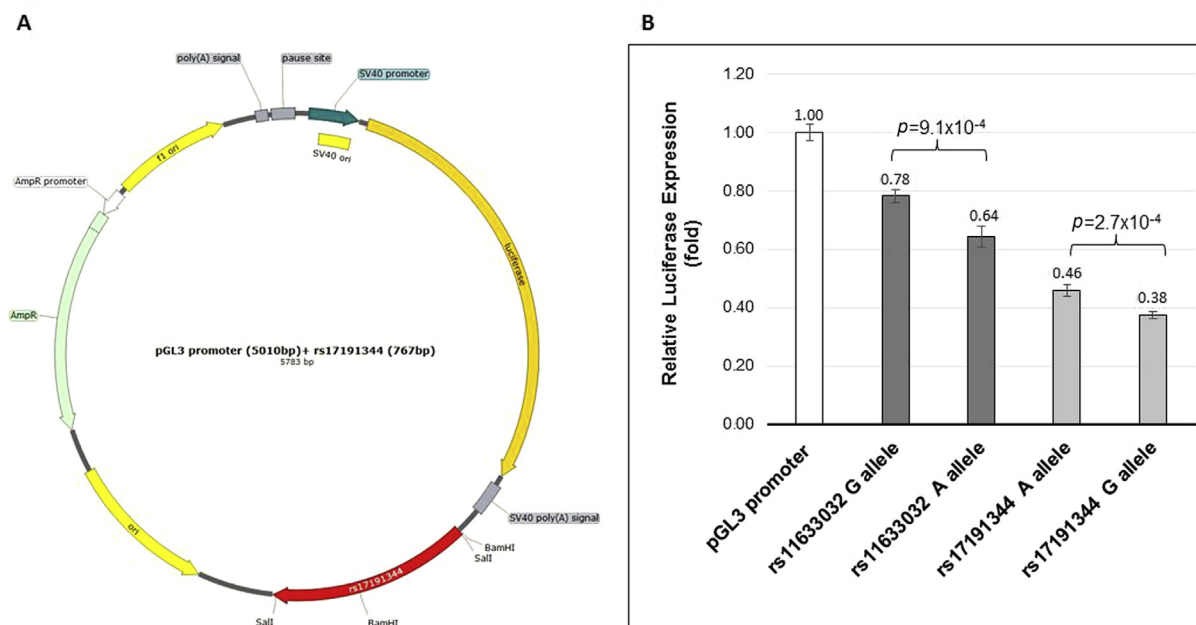 A
poly(A) signal
pause site
SV40 promoter
SV40 ori
f1 ori
AmpR promoter
AmpR
luciferase
pGL3 promoter (5010bp)+ rs17191344 (767bp)
5783 bp
ori
SV40 poly(A) signal
BamHI
SalI
rs17191344
SalI
BamHI
B
Relative Luciferase Expression
(fold)
1.20
1.00
0.80
0.60
0.40
0.20
0.00
1.00
0.78
0.64
0.46
0.38
p=9.1x10⁻⁴
p=2.7x10⁻⁴
pGL3 promoter
rs11633032 G allele
rs11633032 A allele
rs17191344 A allele
rs17191344 G allele